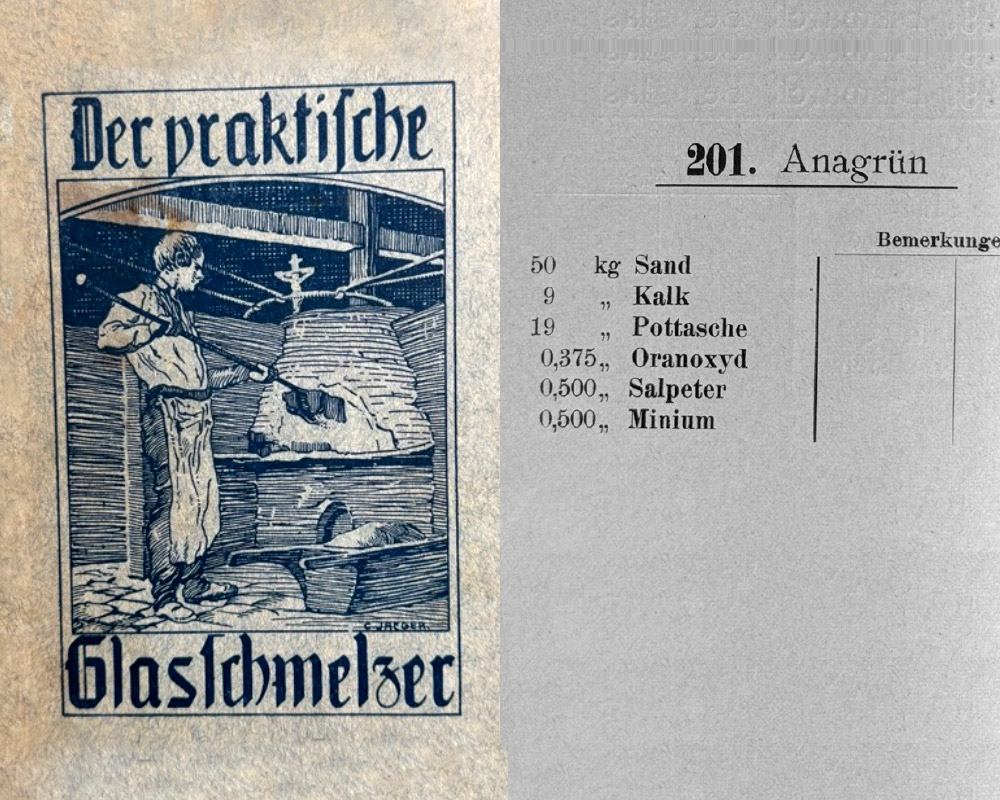 Der praktische
C. JAEGER.
Glasschmelzer
201. Anagrün
Bemerkunge
50 kg Sand
9 „ Kalk
19 „ Pottasche
0,375 „ Oranoxyd
0,500 „ Salpeter
0,500 „ Minium